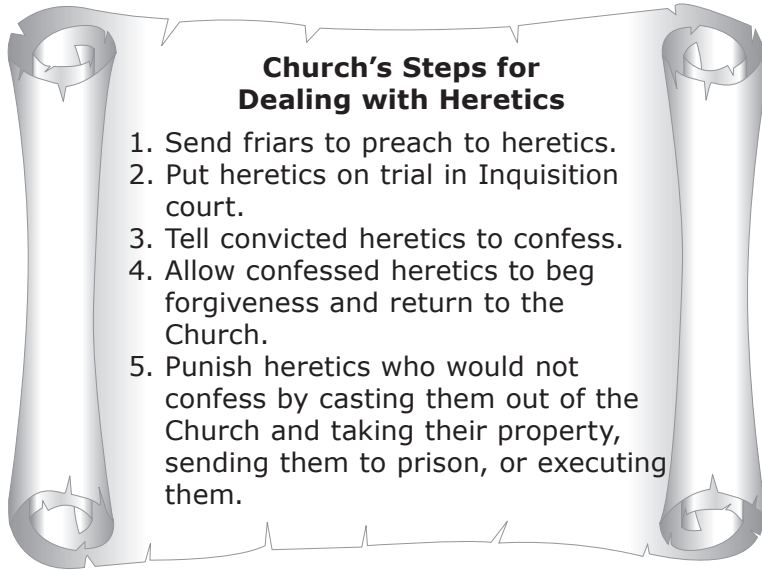 Church’s Steps for
Dealing with Heretics
1. Send friars to preach to heretics.
2. Put heretics on trial in Inquisition
court.
3. Tell convicted heretics to confess.
4. Allow confessed heretics to beg
forgiveness and return to the
Church.
5. Punish heretics who would not
confess by casting them out of the
Church and taking their property,
sending them to prison, or executing
them.